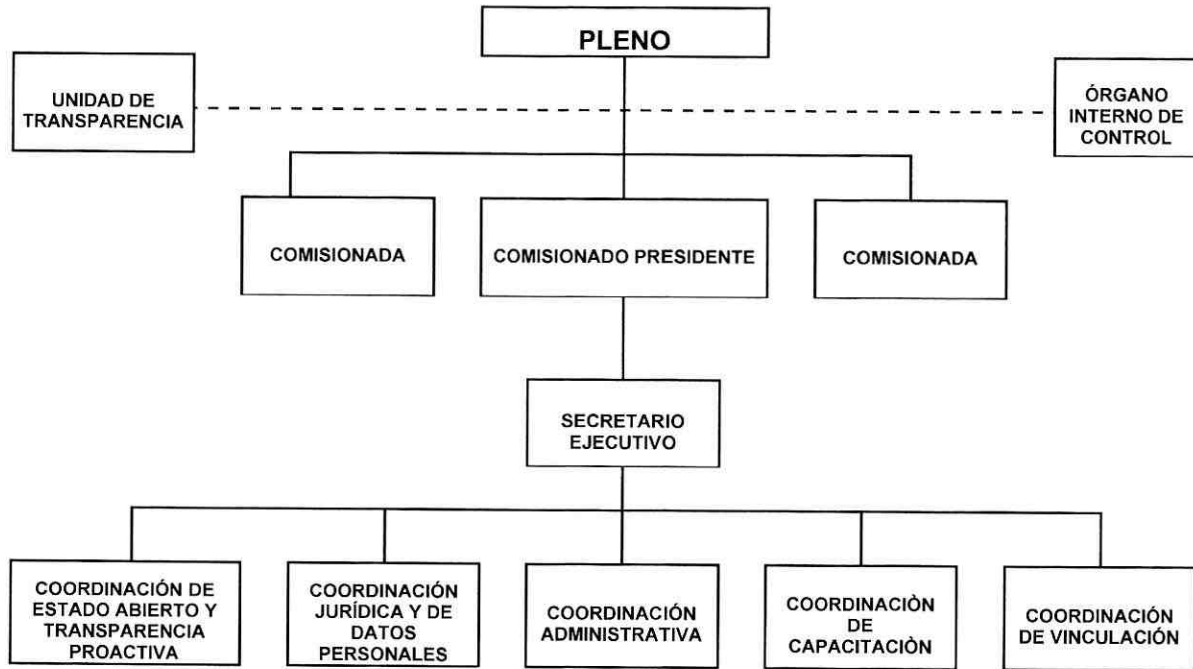 PLENO
UNIDAD DE
TRANSPARENCIA
ÓRGANO
INTERNO DE
CONTROL
COMISIONADA
COMISIONADO PRESIDENTE
COMISIONADA
SECRETARIO
EJECUTIVO
COORDINACIÓN DE
ESTADO ABIERTO Y
TRANSPARENCIA
PROACTIVA
COORDINACIÓN
JURÍDICA Y DE
DATOS
PERSONALES
COORDINACIÓN
ADMINISTRATIVA
COORDINACIÒN
DE
CAPACITACIÒN
COORDINACIÓN
DE VINCULACIÓN